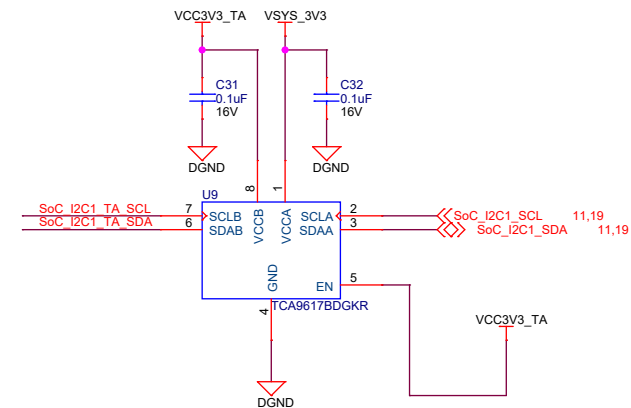 VCC3V3_TA
VSYS_3V3
C31
0.1uF
16V
C32
0.1uF
16V
DGND
DGND
U9
8
1
SoC_I2C1_TA_SCL
7
SCLB
VCCB
VCCA
SCLA
2
SoC_I2C1_SCL 11,19
SoC_I2C1_TA_SDA
6
SDAB
SDAA
3
SoC_I2C1_SDA 11,19
GND
EN
5
4
TCA9617BDGKR
VCC3V3_TA
DGND